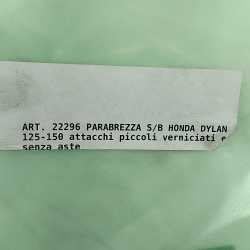 ART. 22296 PARABREZZA S/B HONDA DYLAN
125-150 attacchi piccoli verniciati e
senza aste